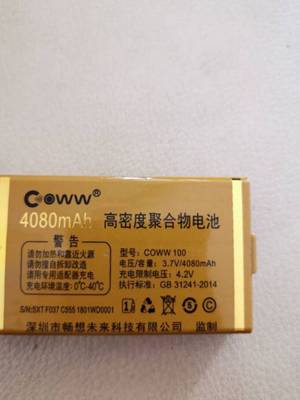 COWW®
4080mAh 高密度聚合物电池
警告
请勿加热和靠近火源
请勿擅自拆卸改造
请用专用适配器充电
充电环境温度: 0℃-40℃
型号: COWW 100
电压/容量: 3.7V/4080mAh
充电限制电压: 4.2V
执行标准: GB 31241-2014
S/N:SXT F037 C555 1801WD0001
深圳市畅想未来科技有限公司 监制